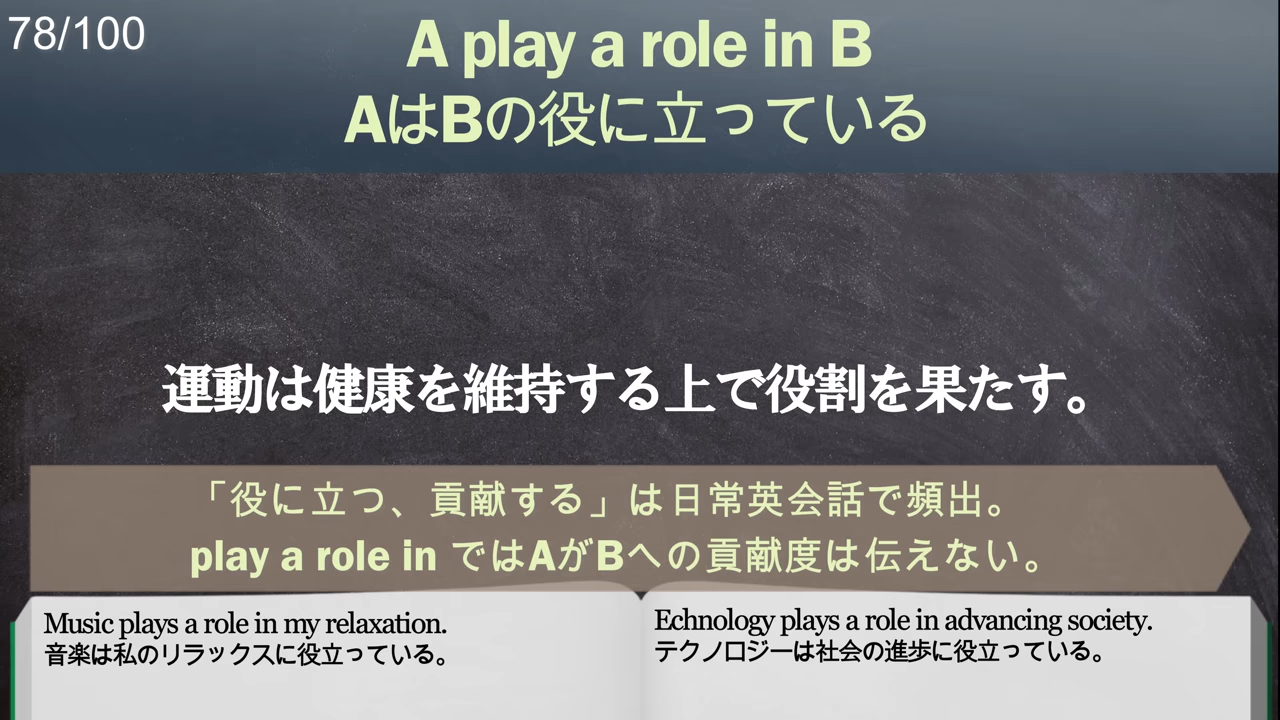 78/100
A play a role in B
AはBの役に立っている
運動は健康を維持する上で役割を果たす。
「役に立つ、貢献する」は日常英会話で頻出。
play a role in ではAがBへの貢献度は伝えない。
Music plays a role in my relaxation.
音楽は私のリラックスに役立っている。
Echnology plays a role in advancing society.
テクノロジーは社会の進歩に役立っている。